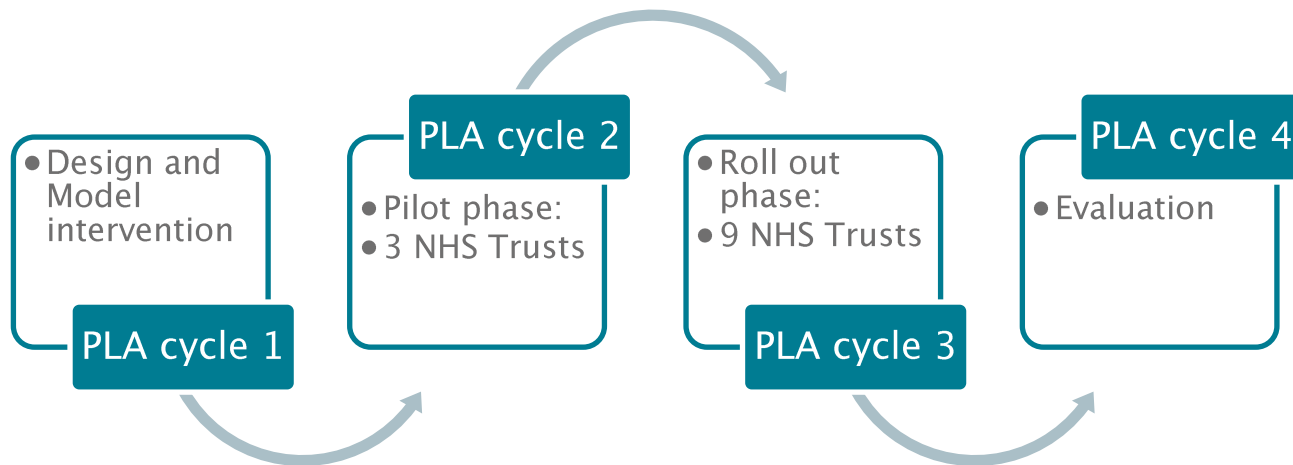 ● Design and
Model
intervention
PLA cycle 1
PLA cycle 2
● Pilot phase:
● 3 NHS Trusts
● Roll out
phase:
● 9 NHS Trusts
PLA cycle 3
PLA cycle 4
● Evaluation